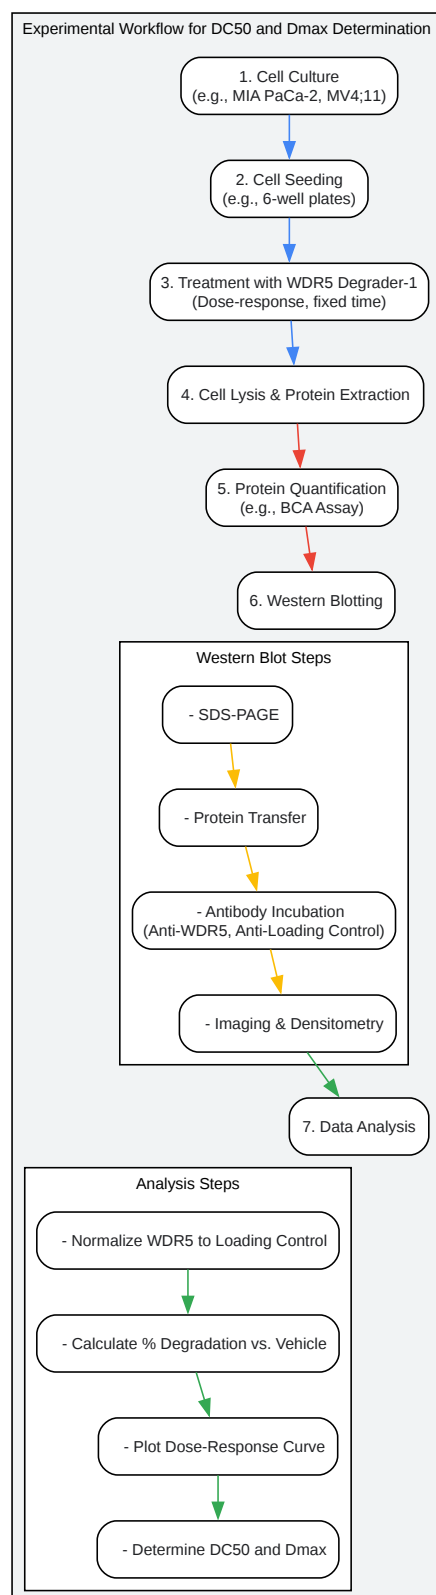 Experimental Workflow for DC50 and Dmax Determination
1. Cell Culture
(e.g., MIA PaCa-2, MV4;11)
2. Cell Seeding
(e.g., 6-well plates)
3. Treatment with WDR5 Degrader-1
(Dose-response, fixed time)
4. Cell Lysis & Protein Extraction
5. Protein Quantification
(e.g., BCA Assay)
6. Western Blotting
Western Blot Steps
- SDS-PAGE
- Protein Transfer
- Antibody Incubation
(Anti-WDR5, Anti-Loading Control)
- Imaging & Densitometry
7. Data Analysis
Analysis Steps
- Normalize WDR5 to Loading Control
- Calculate % Degradation vs. Vehicle
- Plot Dose-Response Curve
- Determine DC50 and Dmax